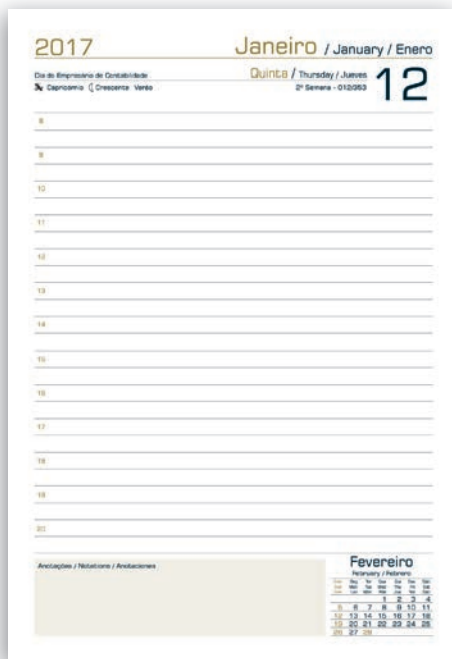 2017
Janeiro / January / Enero
Dia do Empresário de Contabilidade
Quinta / Thursday / Jueves
12
Capricórnio Crescente Verão
2ª Semana - 012/353
8
9
10
11
12
13
14
15
16
17
18
19
20
Anotações / Notations / Anotaciones
Fevereiro
February / Febrero
1 2 3 4
5 6 7 8 9 10 11
12 13 14 15 16 17 18
19 20 21 22 23 24 25
26 27 28